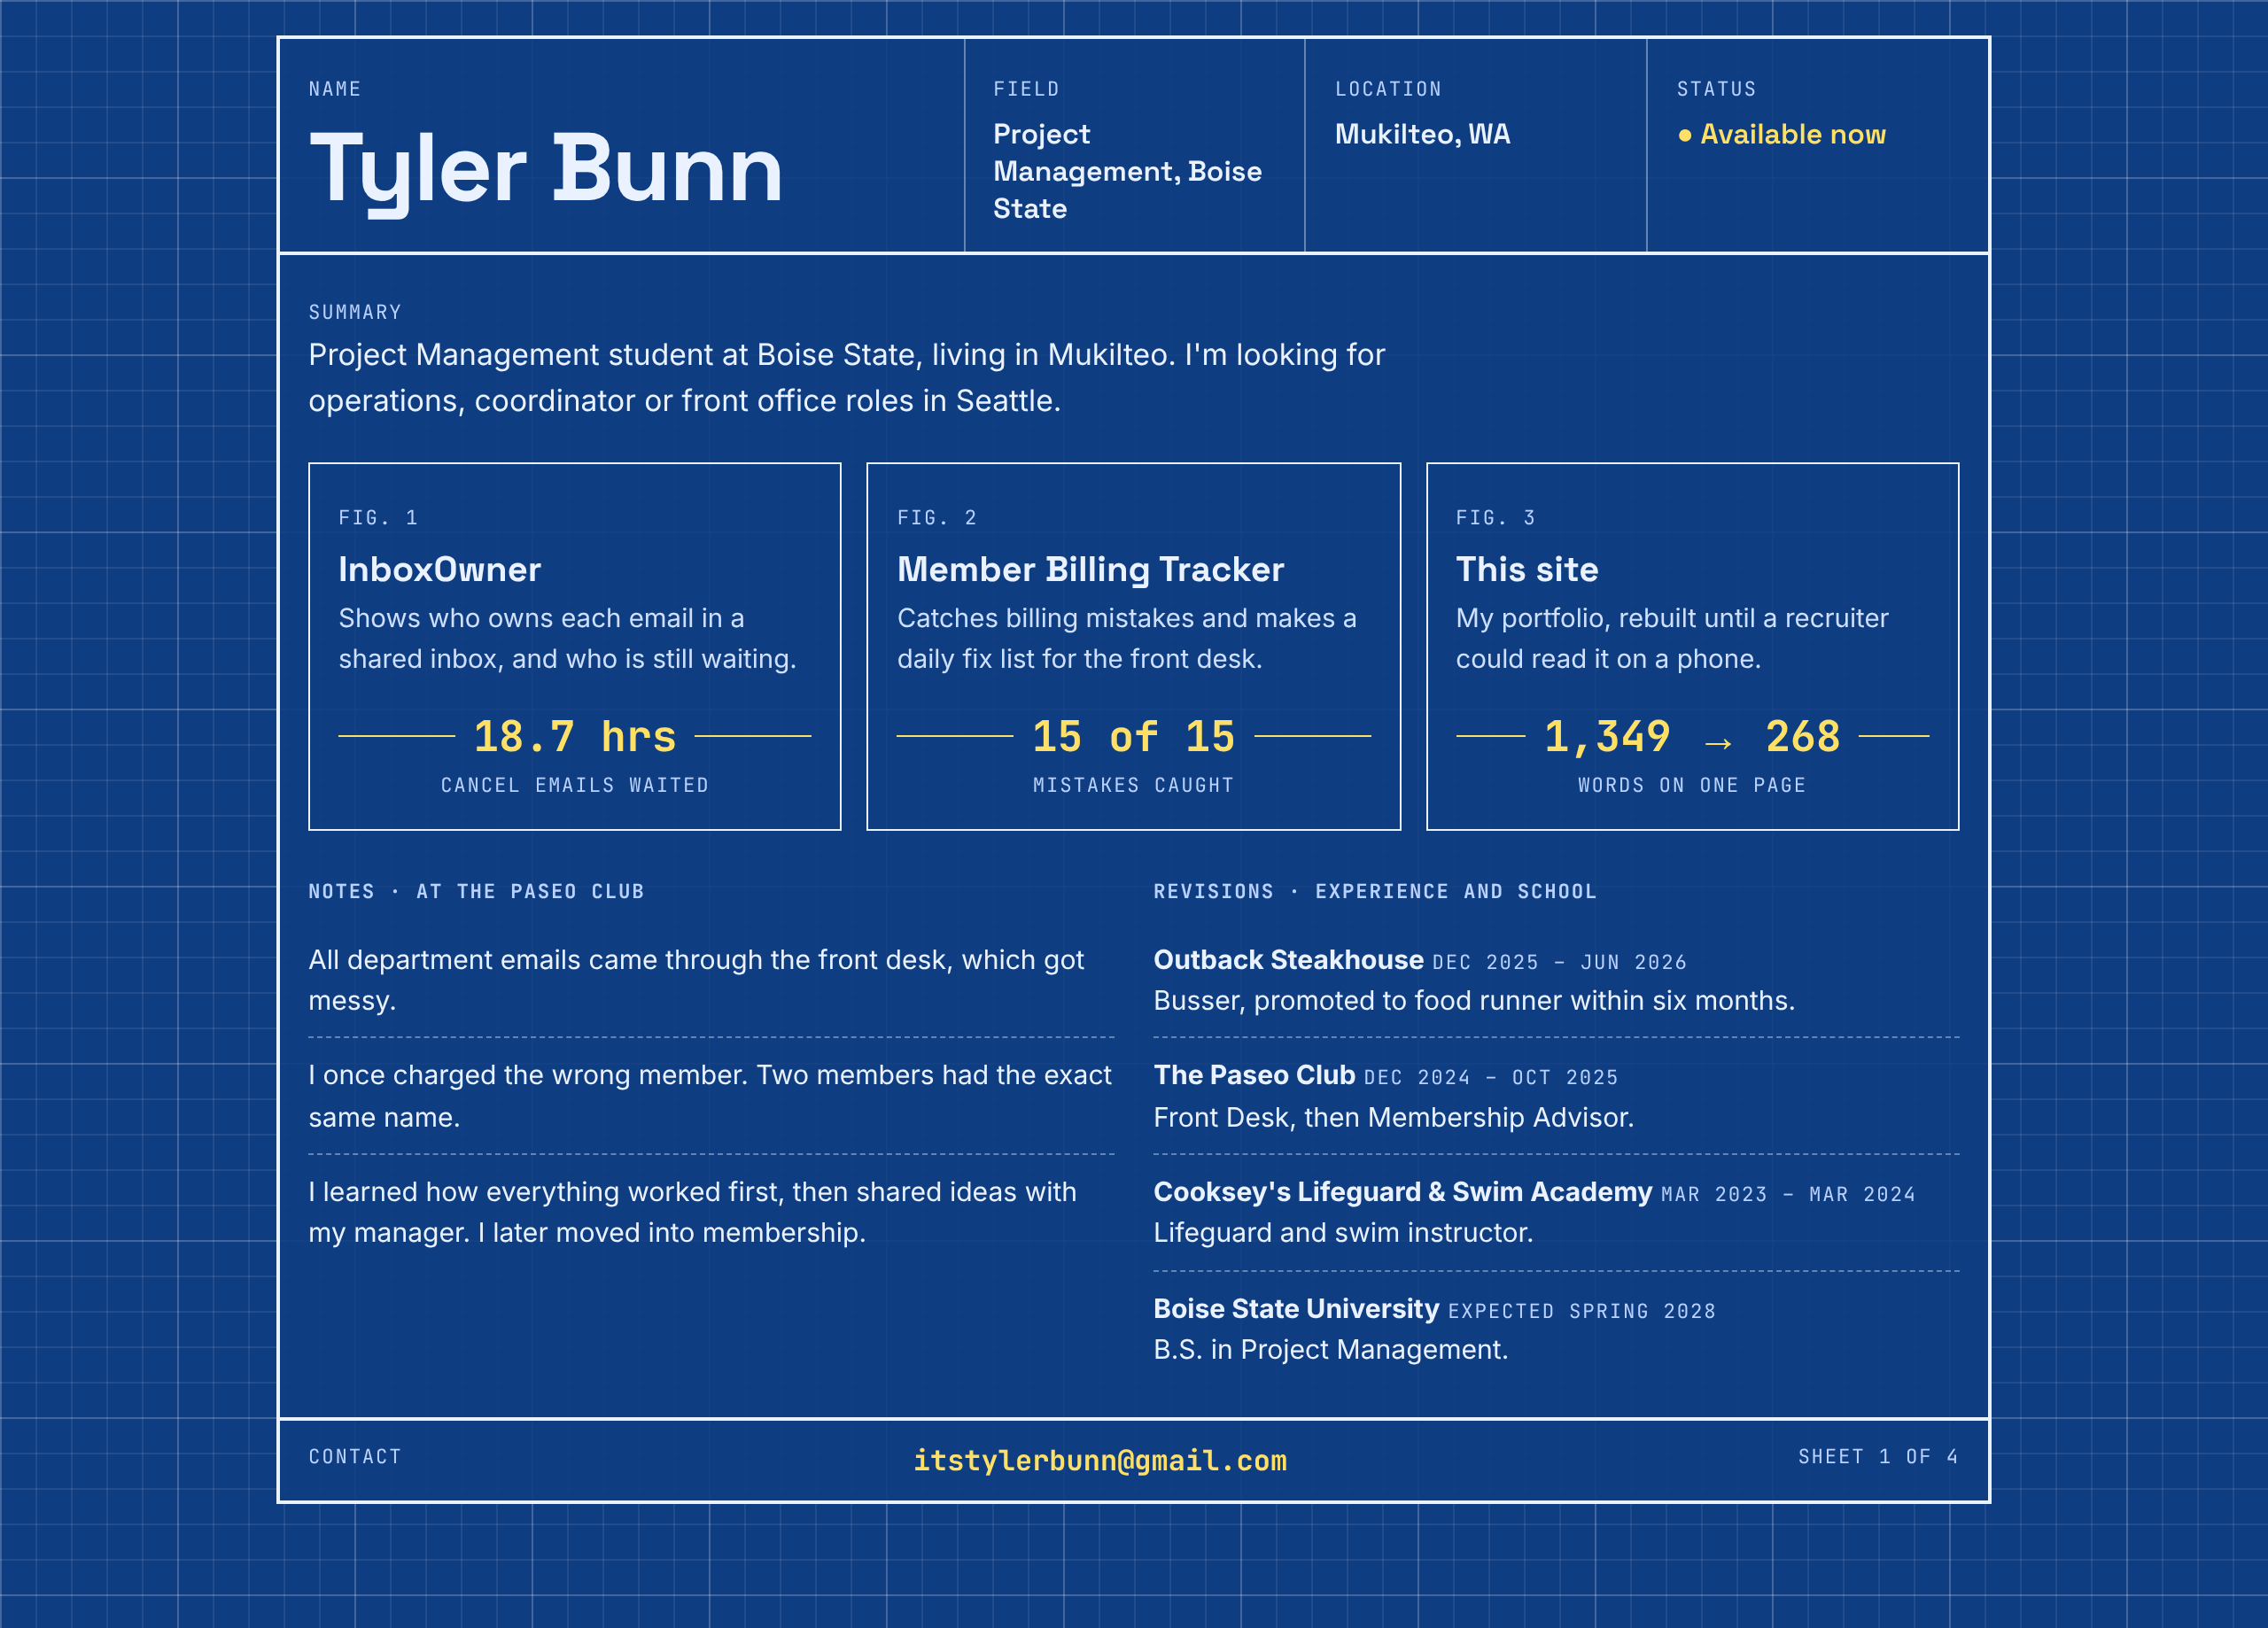 NAME
Tyler Bunn
FIELD
Project
Management, Boise
State
LOCATION
Mukilteo, WA
STATUS
● Available now
SUMMARY
Project Management student at Boise State, living in Mukilteo. I'm looking for
operations, coordinator or front office roles in Seattle.
FIG. 1
InboxOwner
Shows who owns each email in a
shared inbox, and who is still waiting.
18.7 hrs
CANCEL EMAILS WAITED
FIG. 2
Member Billing Tracker
Catches billing mistakes and makes a
daily fix list for the front desk.
15 of 15
MISTAKES CAUGHT
FIG. 3
This site
My portfolio, rebuilt until a recruiter
could read it on a phone.
1,349 → 268
WORDS ON ONE PAGE
NOTES · AT THE PASEO CLUB
All department emails came through the front desk, which got
messy.
I once charged the wrong member. Two members had the exact
same name.
I learned how everything worked first, then shared ideas with
my manager. I later moved into membership.
REVISIONS · EXPERIENCE AND SCHOOL
Outback Steakhouse DEC 2025 – JUN 2026
Busser, promoted to food runner within six months.
The Paseo Club DEC 2024 – OCT 2025
Front Desk, then Membership Advisor.
Cooksey's Lifeguard & Swim Academy MAR 2023 – MAR 2024
Lifeguard and swim instructor.
Boise State University EXPECTED SPRING 2028
B.S. in Project Management.
CONTACT
itstylerbunn@gmail.com
SHEET 1 OF 4